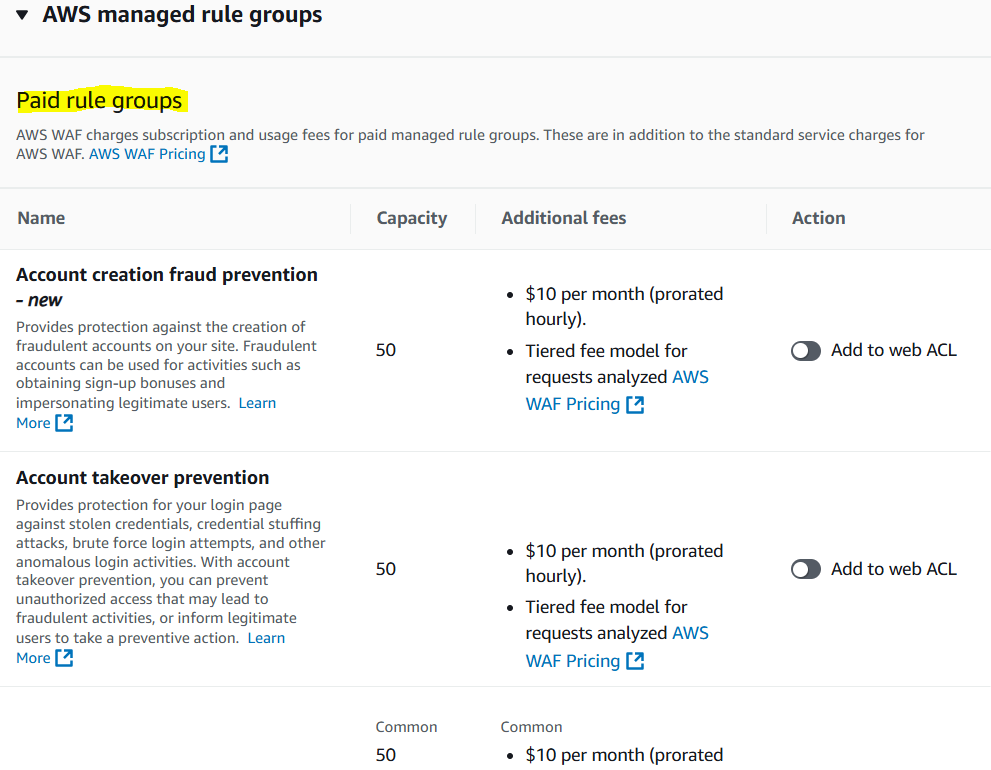 AWS managed rule groups
Paid rule groups
AWS WAF charges subscription and usage fees for paid managed rule groups. These are in addition to the standard service charges for
AWS WAF. AWS WAF Pricing
Name Capacity Additional fees Action
Account creation fraud prevention
- new
Provides protection against the creation of
fraudulent accounts on your site. Fraudulent
accounts can be used for activities such as
obtaining sign-up bonuses and
impersonating legitimate users. Learn
More
50
• $10 per month (prorated
hourly).
• Tiered fee model for
requests analyzed AWS
WAF Pricing
Add to web ACL
Account takeover prevention
Provides protection for your login page
against stolen credentials, credential stuffing
attacks, brute force login attempts, and other
anomalous login activities. With account
takeover prevention, you can prevent
unauthorized access that may lead to
fraudulent activities, or inform legitimate
users to take a preventive action. Learn
More
50
• $10 per month (prorated
hourly).
• Tiered fee model for
requests analyzed AWS
WAF Pricing
Add to web ACL
Common
50
Common
• $10 per month (prorated